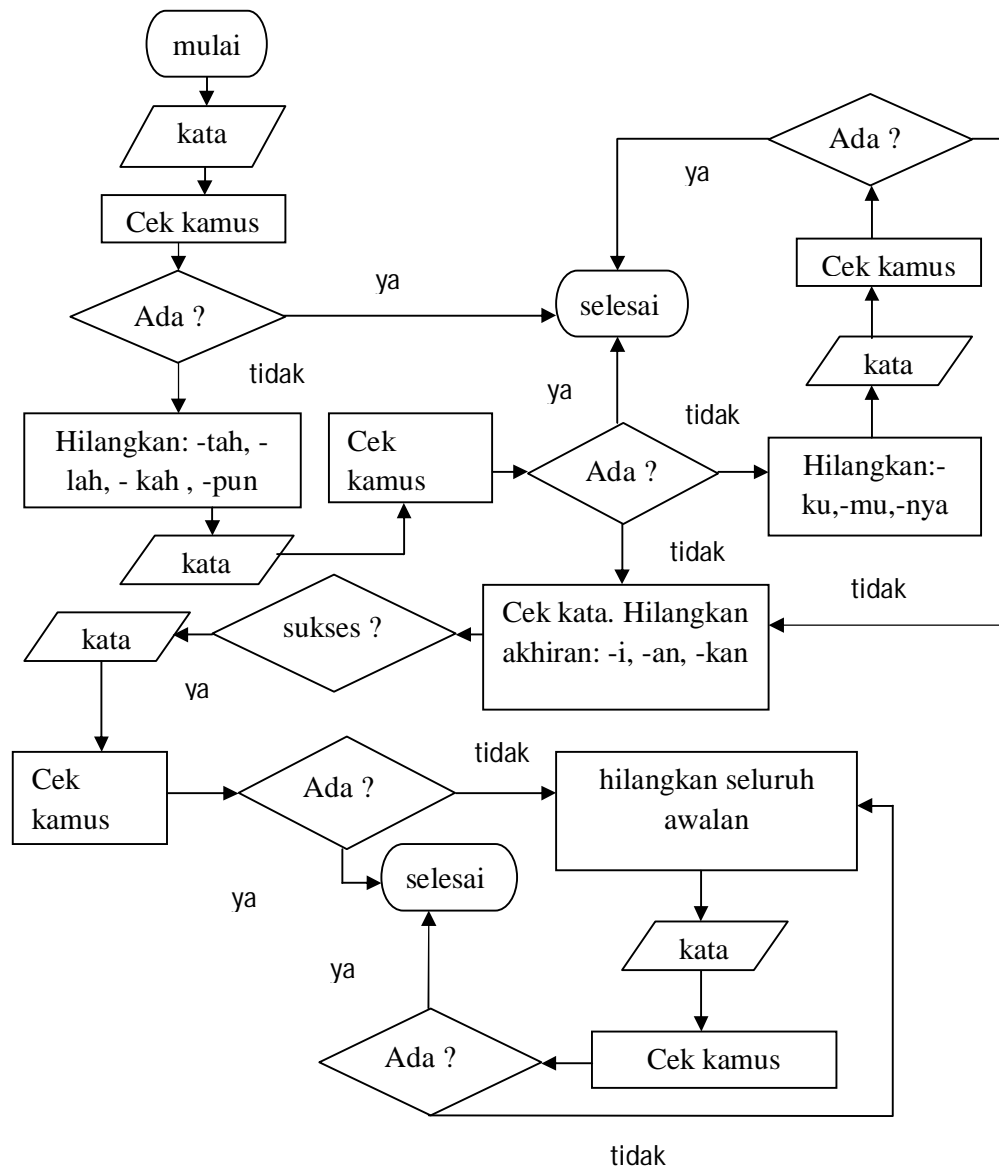 mulai
kata
Cek kamus
Ada ?
ya
tidak
Hilangkan: -tah, -
lah, - kah , -pun
kata
Cek
kamus
Ada ?
ya
selesai
tidak
Hilangkan:-
ku,-mu,-nya
kata
Cek kamus
Ada ?
ya
tidak
tidak
Cek kata. Hilangkan
akhiran: -i, -an, -kan
sukses ?
ya
kata
Cek
kamus
Ada ?
ya
selesai
tidak
hilangkan seluruh
awalan
kata
Cek kamus
Ada ?
ya
tidak